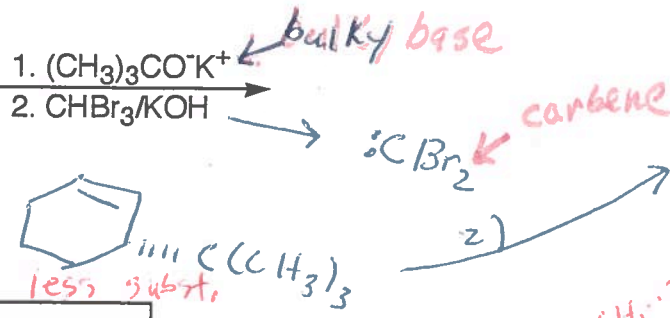 bulky base
1. (CH₃)₃CO⁻K⁺
2. CHBr₃/KOH
carbene
:CBr₂
C(CH₃)₃
2)
less subst.